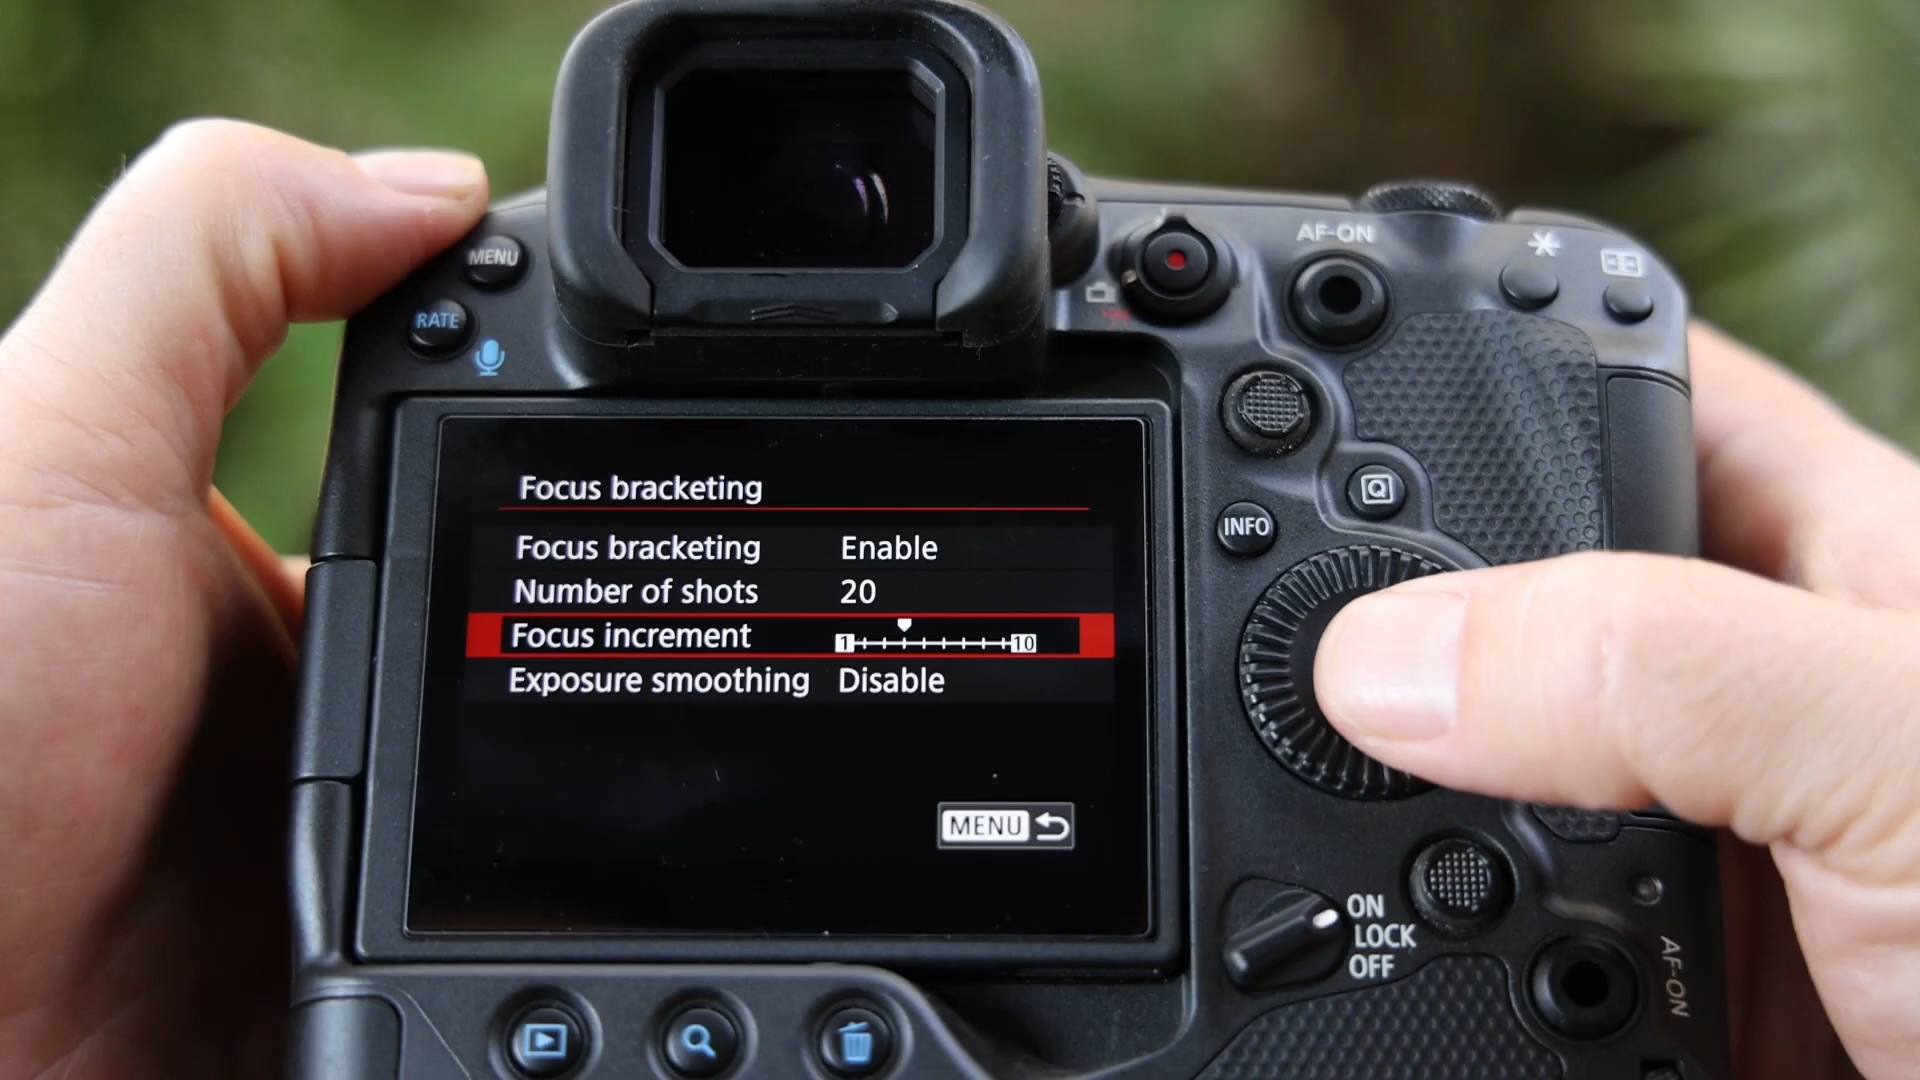 MENU
RATE
AF-ON
Q
INFO
Focus bracketing
Focus bracketing Enable
Number of shots 20
Focus increment 1 10
Exposure smoothing Disable
MENU
ON
LOCK
OFF
AF-ON